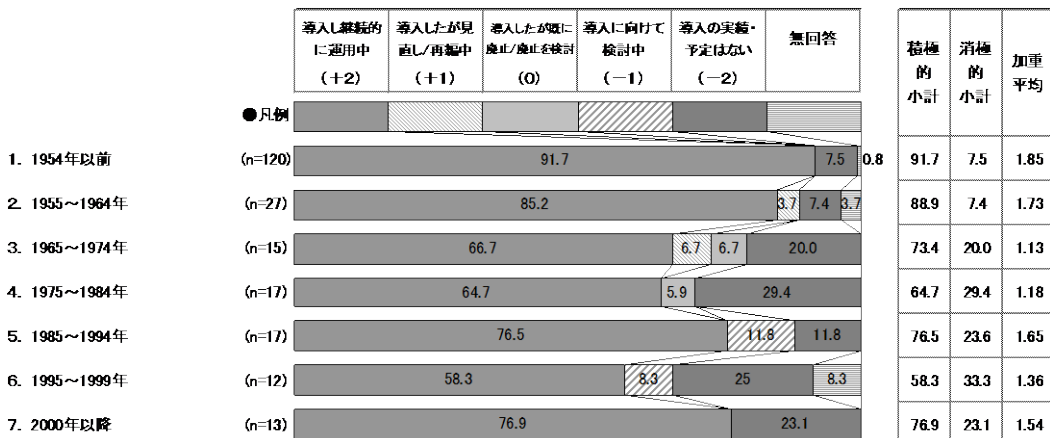 導入し継続的に運用中（＋2）
導入したが見直し/再編中（＋1）
導入したが既に廃止/廃止を検討（0）
導入に向けて検討中（－1）
導入の実績・予定はない（－2）
無回答
積極的小計
消極的小計
加重平均
●凡例
1. 1954年以前 (n=120) 91.7 7.5 0.8 91.7 7.5 1.85
2. 1955～1964年 (n=27) 85.2 3.7 7.4 3.7 88.9 7.4 1.73
3. 1965～1974年 (n=15) 66.7 6.7 6.7 20.0 73.4 20.0 1.13
4. 1975～1984年 (n=17) 64.7 5.9 29.4 64.7 29.4 1.18
5. 1985～1994年 (n=17) 76.5 11.8 11.8 76.5 23.6 1.65
6. 1995～1999年 (n=12) 58.3 8.3 25 8.3 58.3 33.3 1.36
7. 2000年以降 (n=13) 76.9 23.1 76.9 23.1 1.54